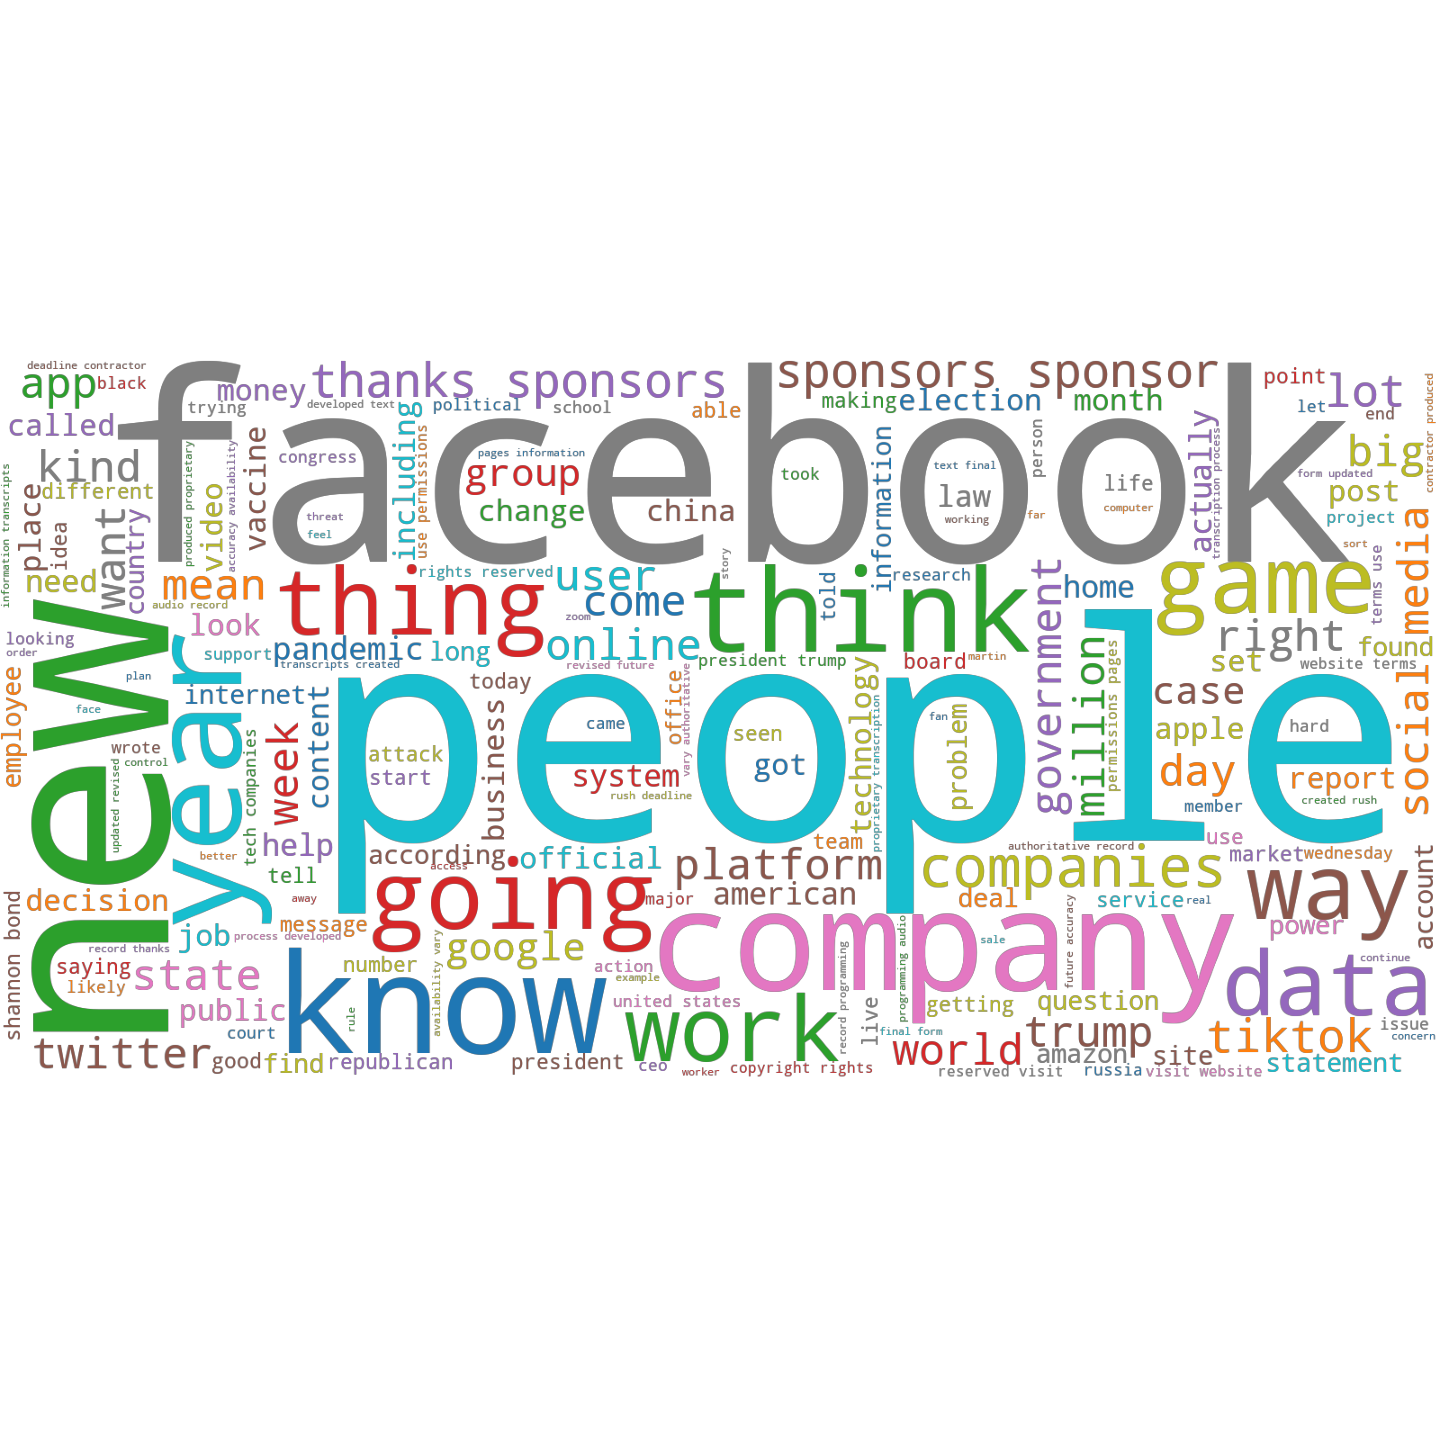 deadline contractor
app
black
called
kind
different
money
trying
thanks sponsors
developed text
political
school
able
sponsors sponsor
making
election
month
point
let
lot
end
facebook
congress
threat
feel
pages information
group
change
took
china
text final
law
working
far
person
life
computer
actually
transcription process
big
form updated
post
project
sort
contractor produced
information transcripts
place
idea
want
country
produced proprietary
video
accuracy availability
vaccine
including
use permissions
information
need
mean
audio record
look
looking
order
support
plan
face
new
year
thing
rights reserved
user
come
zoom
online
story
think
told
research
government
home
game
right
terms use
social media
found
set
website terms
pandemic
transcripts created
long
revised future
president trump
board
martin
internet
today
office
vary authoritative
technology
proprietary transcription
people
million
permissions pages
case
apple
hard
day
report
member
created rush
employee
wrote
control
updated revised
tech companies
week
content
attack
start
business
came
system
rush deadline
seen
got
problem
fan
better
help
according
official
access
team
authoritative record
use
market
wednesday
tell
away
going
platform
major
american
companies
deal
service
real
way
account
decision
shannon bond
job
message
process developed
record thanks
saying
likely
state
public
number
google
availability vary
action
example
company
sale
future accuracy
power
data
continue
know
rule
court
united states
work
record programming
programming audio
live
getting
question
final form
twitter
good
find
republican
president
ceo
worker
copyright rights
world
reserved visit
trump
amazon
russia
site
visit website
tiktok
issue
concern
statement